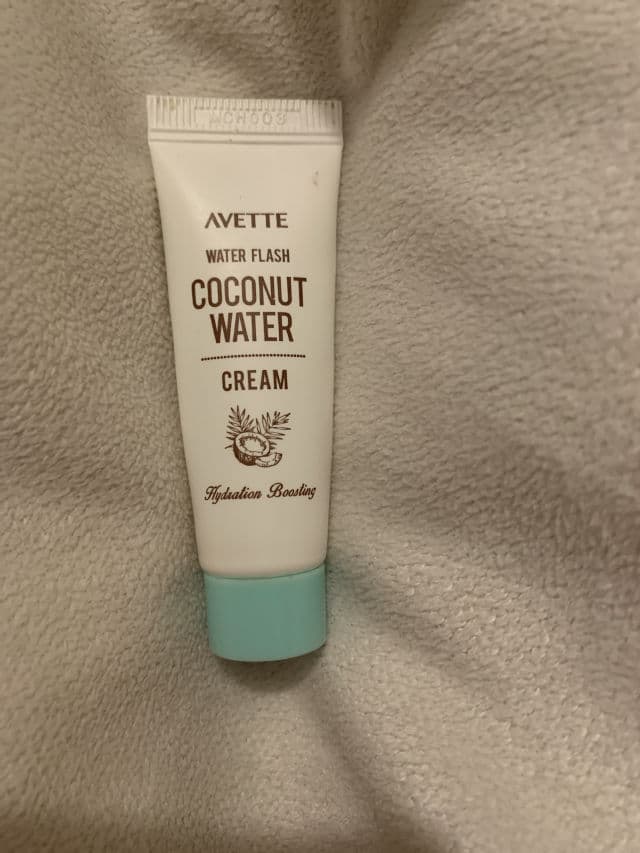 AVETTE
WATER FLASH
COCONUT
WATER
CREAM
Hydration Boosting